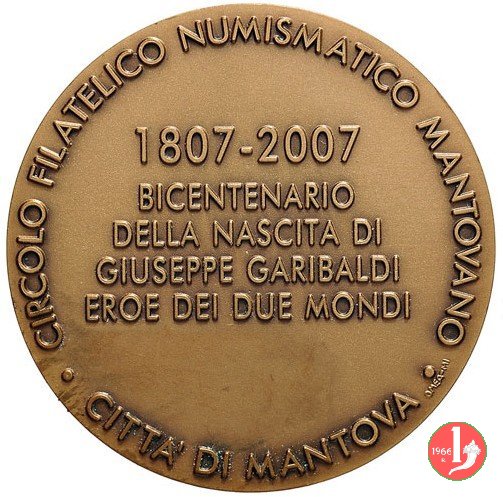 CIRCOLO FILATELICO NUMISMATICO MANTOVANO
1807-2007
BICENTENARIO
DELLA NASCITA DI
GIUSEPPE GARIBALDI
EROE DEI DUE MONDI
· CITTA' DI MANTOVA ·
1966